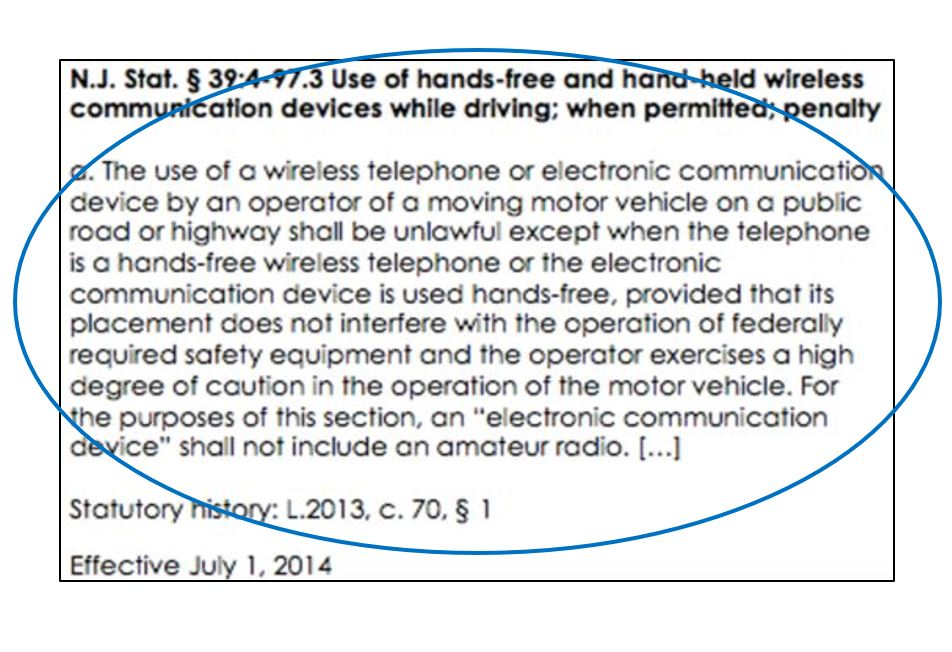 N.J. Stat. § 39:4-97.3 Use of hands-free and hand-held wireless
communication devices while driving; when permitted; penalty
a. The use of a wireless telephone or electronic communication
device by an operator of a moving motor vehicle on a public
road or highway shall be unlawful except when the telephone
is a hands-free wireless telephone or the electronic
communication device is used hands-free, provided that its
placement does not interfere with the operation of federally
required safety equipment and the operator exercises a high
degree of caution in the operation of the motor vehicle. For
the purposes of this section, an “electronic communication
device” shall not include an amateur radio. [...]
Statutory history: L.2013, c. 70, § 1
Effective July 1, 2014